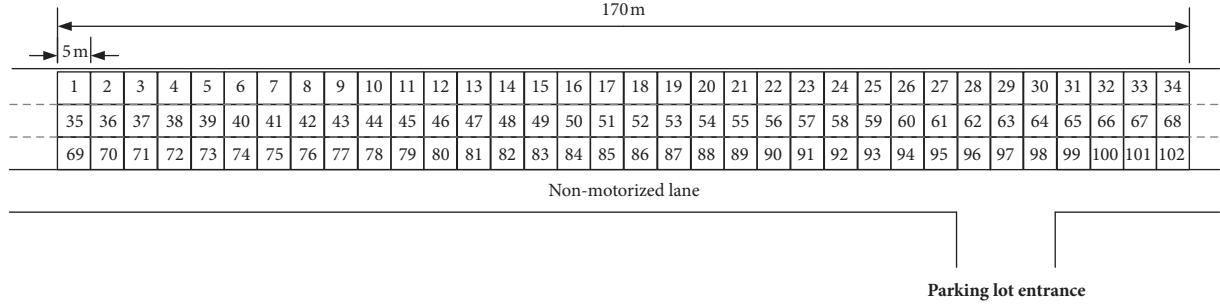 170 m
5 m
1 2 3 4 5 6 7 8 9 10 11 12 13 14 15 16 17 18 19 20 21 22 23 24 25 26 27 28 29 30 31 32 33 34
35 36 37 38 39 40 41 42 43 44 45 46 47 48 49 50 51 52 53 54 55 56 57 58 59 60 61 62 63 64 65 66 67 68
69 70 71 72 73 74 75 76 77 78 79 80 81 82 83 84 85 86 87 88 89 90 91 92 93 94 95 96 97 98 99 100 101 102
Non-motorized lane
Parking lot entrance